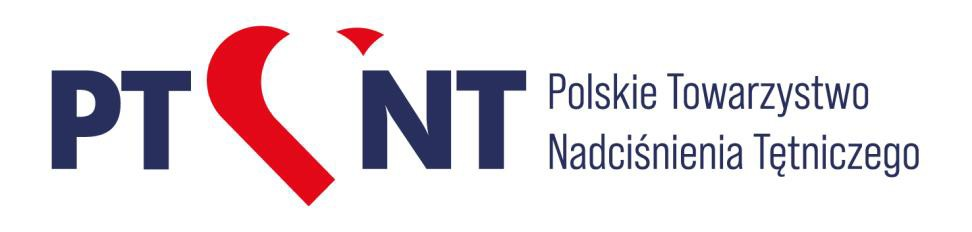 PTNT
Polskie Towarzystwo
Nadciśnienia Tętniczego